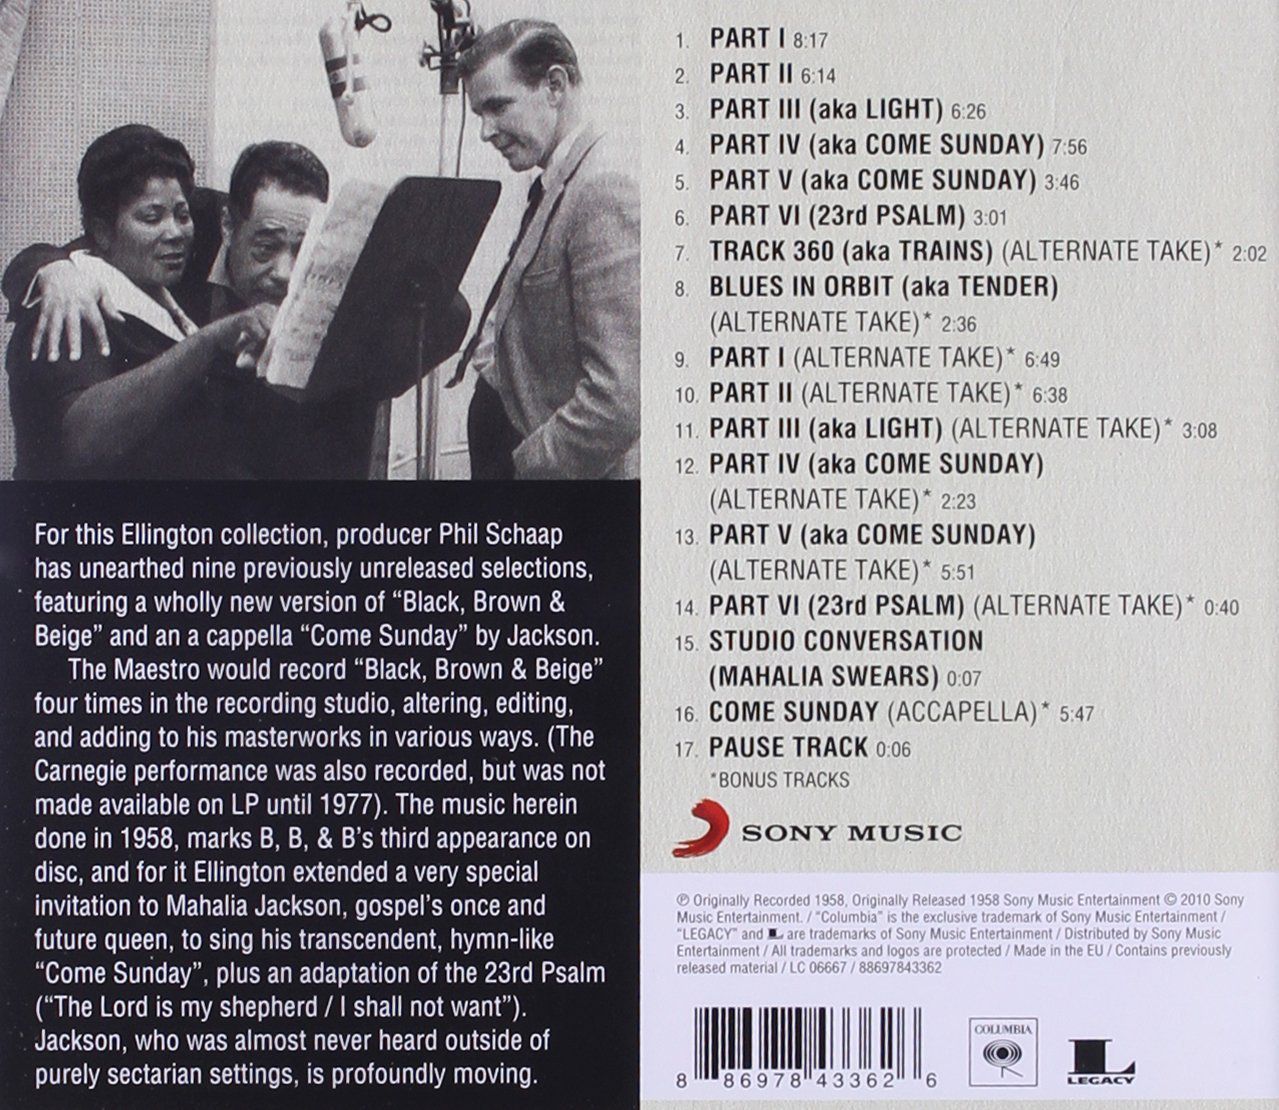 1. PART I 8:17
2. PART II 6:14
3. PART III (aka LIGHT) 6:26
4. PART IV (aka COME SUNDAY) 7:56
5. PART V (aka COME SUNDAY) 3:46
6. PART VI (23rd PSALM) 3:01
7. TRACK 360 (aka TRAINS) (ALTERNATE TAKE)* 2:02
8. BLUES IN ORBIT (aka TENDER)
(ALTERNATE TAKE)* 2:36
9. PART I (ALTERNATE TAKE)* 6:49
10. PART II (ALTERNATE TAKE)* 6:38
11. PART III (aka LIGHT) (ALTERNATE TAKE)* 3:08
12. PART IV (aka COME SUNDAY)
(ALTERNATE TAKE)* 2:23
13. PART V (aka COME SUNDAY)
(ALTERNATE TAKE)* 5:51
14. PART VI (23rd PSALM) (ALTERNATE TAKE)* 0:40
15. STUDIO CONVERSATION
(MAHALIA SWEARS) 0:07
16. COME SUNDAY (ACCAPELLA)* 5:47
17. PAUSE TRACK 0:06
*BONUS TRACKS
For this Ellington collection, producer Phil Schaap
has unearthed nine previously unreleased selections,
featuring a wholly new version of “Black, Brown &
Beige” and an a cappella “Come Sunday” by Jackson.
The Maestro would record “Black, Brown & Beige”
four times in the recording studio, altering, editing,
and adding to his masterworks in various ways. (The
Carnegie performance was also recorded, but was not
made available on LP until 1977). The music herein
done in 1958, marks B, B, & B’s third appearance on
disc, and for it Ellington extended a very special
invitation to Mahalia Jackson, gospel’s once and
future queen, to sing his transcendent, hymn-like
“Come Sunday”, plus an adaptation of the 23rd Psalm
(“The Lord is my shepherd / I shall not want”).
Jackson, who was almost never heard outside of
purely sectarian settings, is profoundly moving.
SONY MUSIC
℗ Originally Recorded 1958, Originally Released 1958 Sony Music Entertainment © 2010 Sony
Music Entertainment. / “Columbia” is the exclusive trademark of Sony Music Entertainment /
“LEGACY” and L are trademarks of Sony Music Entertainment / Distributed by Sony Music
Entertainment / All trademarks and logos are protected / Made in the EU / Contains previously
released material / LC 06667 / 88697843362
8 86978 43362 6
COLUMBIA
L
LEGACY